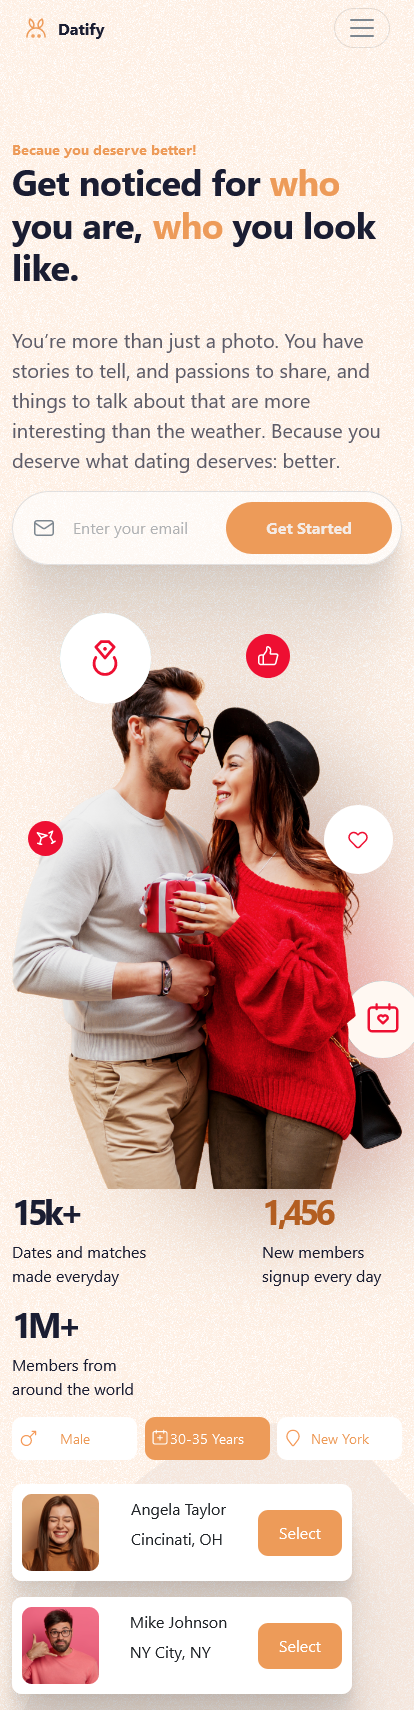 Datify
Becaue you deserve better!
Get noticed for who
you are, who you look
like.
You’re more than just a photo. You have
stories to tell, and passions to share, and
things to talk about that are more
interesting than the weather. Because you
deserve what dating deserves: better.
Enter your email
Get Started
15k+
Dates and matches
made everyday
1,456
New members
signup every day
1M+
Members from
around the world
Male
30-35 Years
New York
Angela Taylor
Cincinati, OH
Select
Mike Johnson
NY City, NY
Select